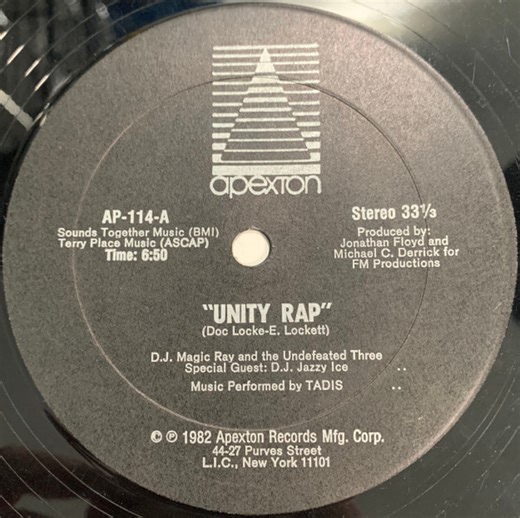 apexton
AP-114-A
Sounds Together Music (BMI)
Terry Place Music (ASCAP)
Time: 6:50
Stereo 33⅓
Produced by:
Jonathan Floyd and
Michael C. Derrick for
FM Productions
"UNITY RAP"
(Doc Locke-E. Lockett)
D.J. Magic Ray and the Undefeated Three
Special Guest: D.J. Jazzy Ice
Music Performed by TADIS
© ℗ 1982 Apexton Records Mfg. Corp.
44-27 Purves Street
L.I.C., New York 11101